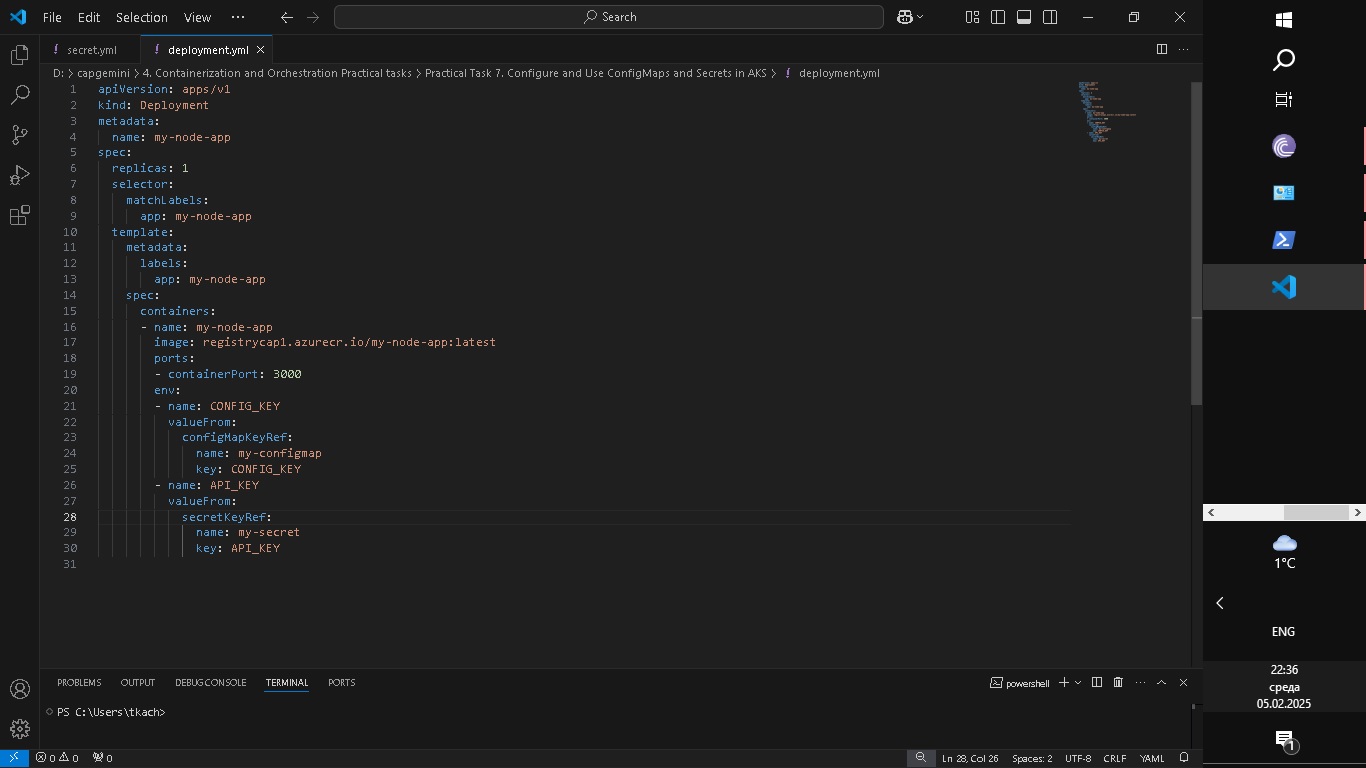 File Edit Selection View ··· Search
secret.yml deployment.yml
D: > capgemini > 4. Containerization and Orchestration Practical tasks > Practical Task 7. Configure and Use ConfigMaps and Secrets in AKS > ! deployment.yml
1 apiVersion: apps/v1
2 kind: Deployment
3 metadata:
4 name: my-node-app
5 spec:
6 replicas: 1
7 selector:
8 matchLabels:
9 app: my-node-app
10 template:
11 metadata:
12 labels:
13 app: my-node-app
14 spec:
15 containers:
16 - name: my-node-app
17 image: registrycap1.azurecr.io/my-node-app:latest
18 ports:
19 - containerPort: 3000
20 env:
21 - name: CONFIG_KEY
22 valueFrom:
23 configMapKeyRef:
24 name: my-configmap
25 key: CONFIG_KEY
26 - name: API_KEY
27 valueFrom:
28 secretKeyRef:
29 name: my-secret
30 key: API_KEY
31
PROBLEMS OUTPUT DEBUG CONSOLE TERMINAL PORTS powershell
PS C:\Users\tkach>
0 0 0 Ln 28, Col 26 Spaces: 2 UTF-8 CRLF YAML
1°C
ENG
22:36
среда
05.02.2025
1